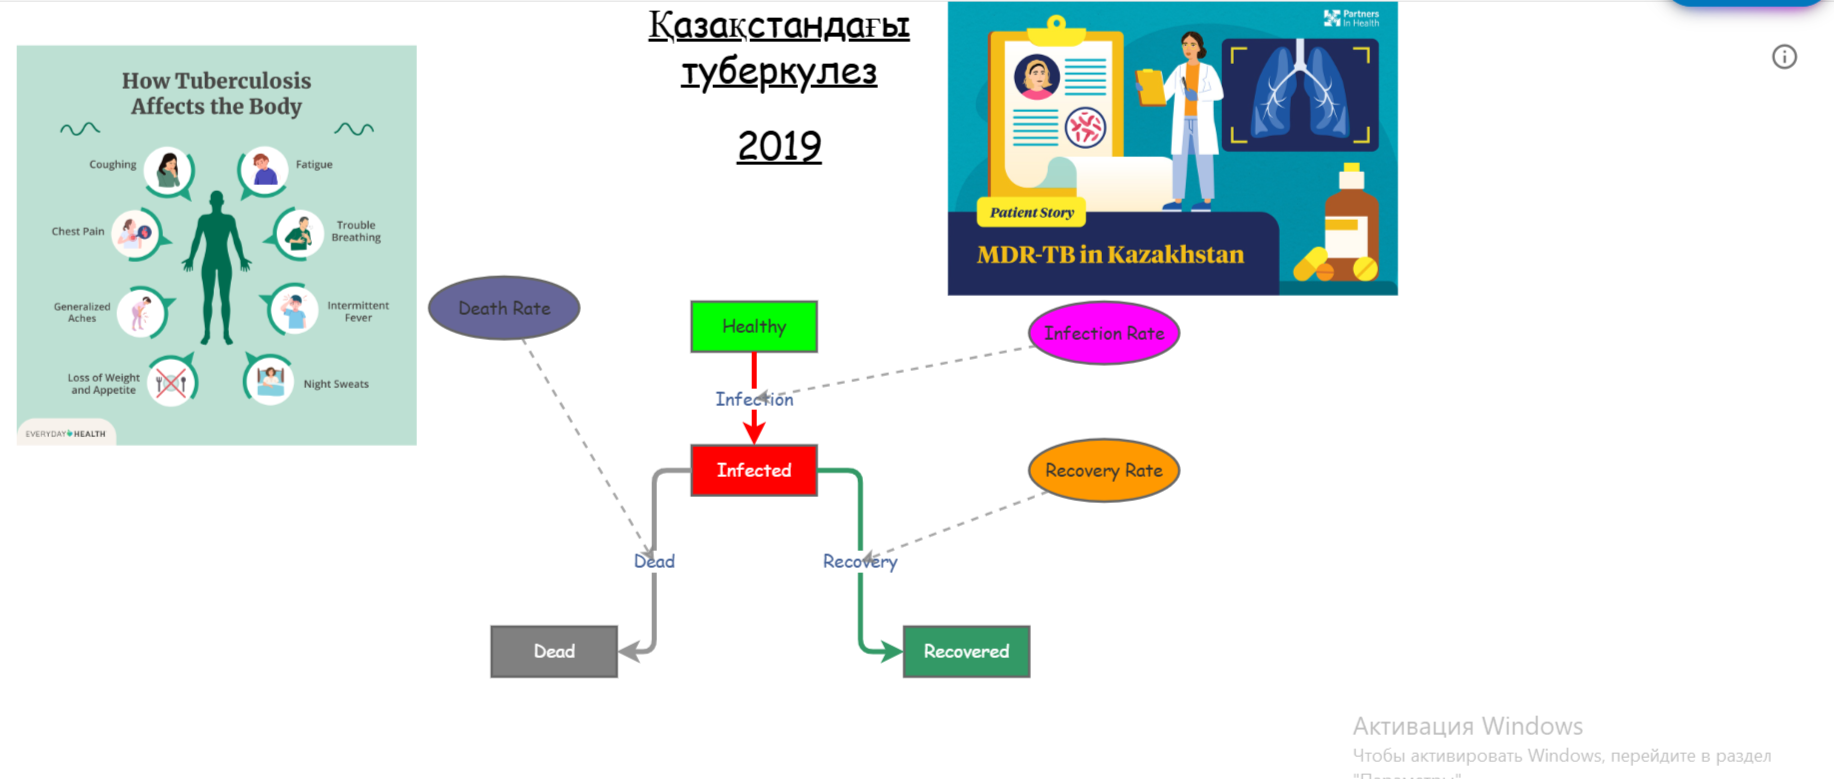 Қазақстандағы
туберкулез
2019
How Tuberculosis
Affects the Body
Coughing
Fatigue
Chest Pain
Trouble
Breathing
Generalized
Aches
Intermittent
Fever
Loss of Weight
and Appetite
Night Sweats
EVERYDAY HEALTH
Partners
In Health
Patient Story
MDR-TB in Kazakhstan
Death Rate
Healthy
Infection Rate
Infection
Infected
Recovery Rate
Dead
Recovery
Dead
Recovered
Активация Windows
Чтобы активировать Windows, перейдите в раздел